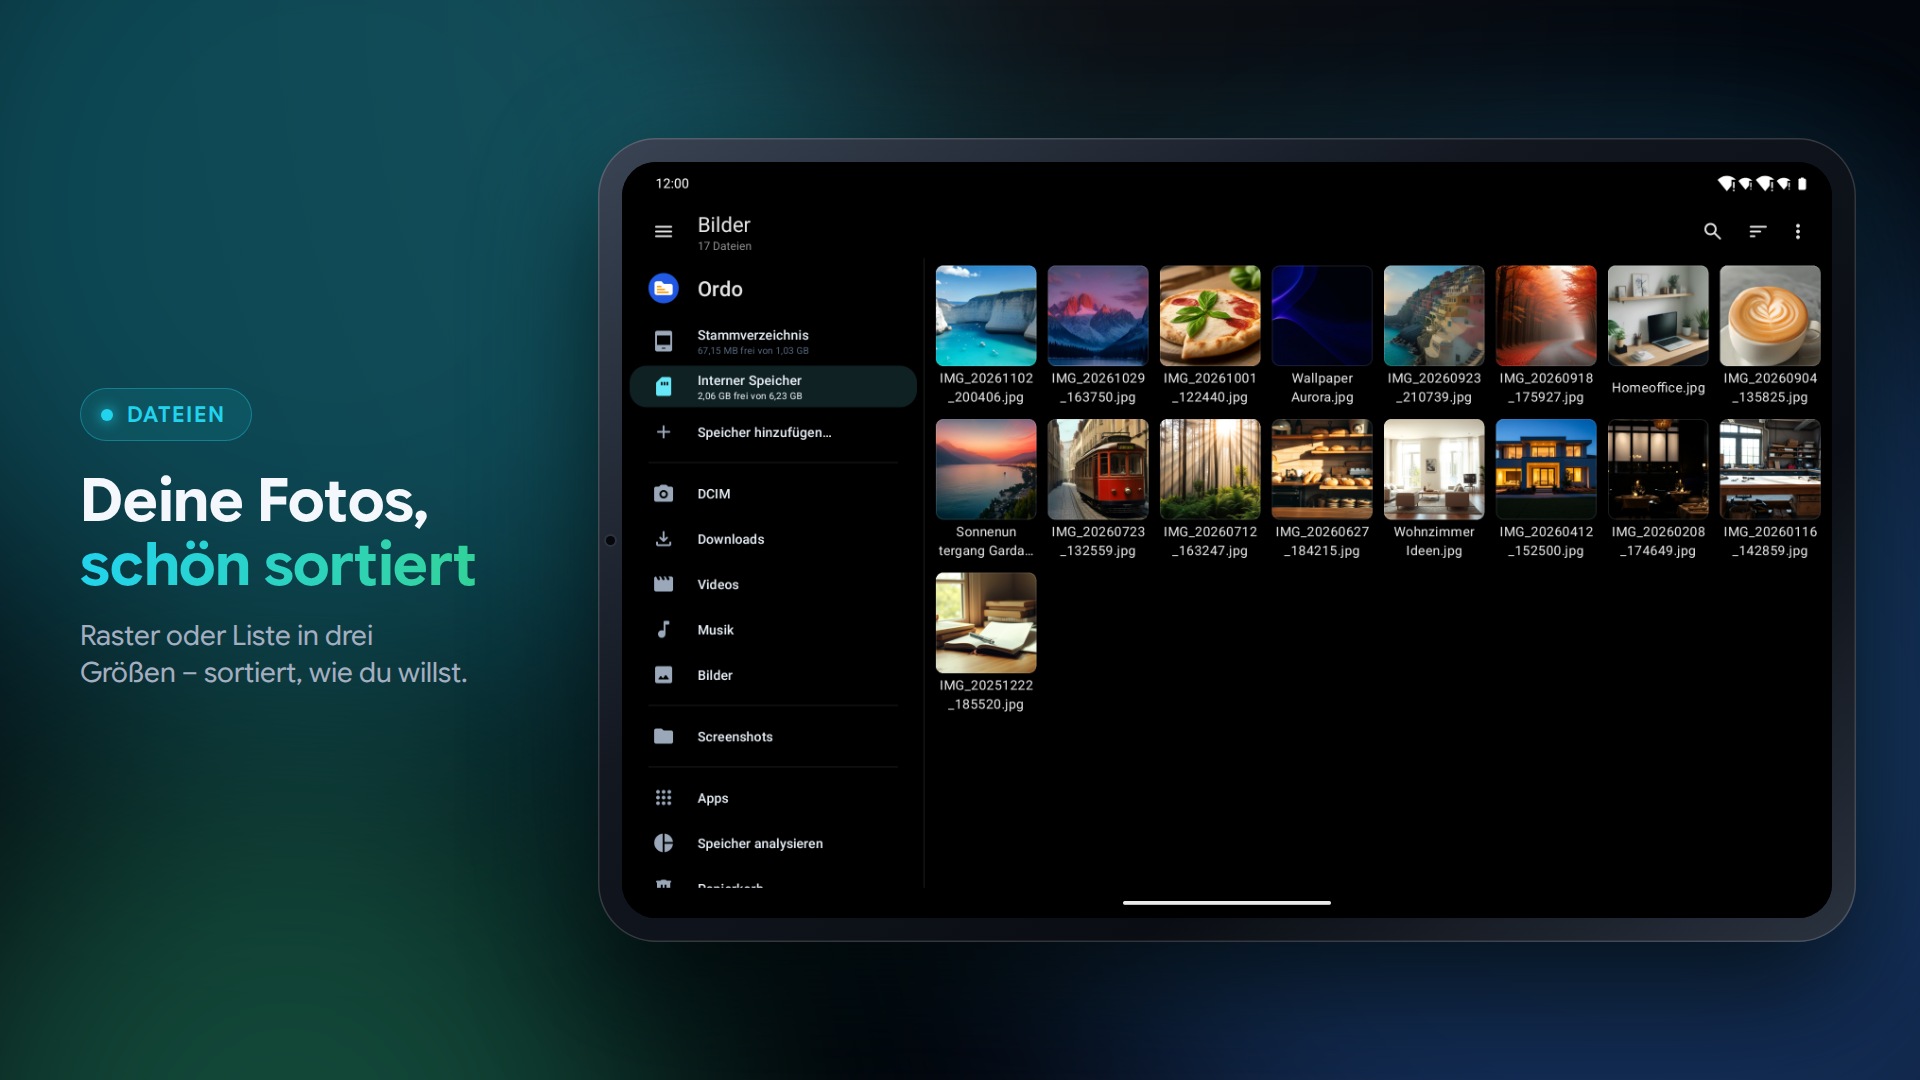 DATEIEN
Deine Fotos,
schön sortiert
Raster oder Liste in drei
Größen – sortiert, wie du willst.
12:00
Bilder
17 Dateien
Ordo
Stammverzeichnis
67,15 MB frei von 1,03 GB
Interner Speicher
2,06 GB frei von 6,23 GB
Speicher hinzufügen...
DCIM
Downloads
Videos
Musik
Bilder
Screenshots
Apps
Speicher analysieren
IMG_20261102
_200406.jpg
IMG_20261029
_163750.jpg
IMG_20261001
_122440.jpg
Wallpaper
Aurora.jpg
IMG_20260923
_210739.jpg
IMG_20260918
_175927.jpg
Homeoffice.jpg
IMG_20260904
_135825.jpg
Sonnenun
tergang Garda...
IMG_20260723
_132559.jpg
IMG_20260712
_163247.jpg
IMG_20260627
_184215.jpg
Wohnzimmer
Ideen.jpg
IMG_20260412
_152500.jpg
IMG_20260208
_174649.jpg
IMG_20260116
_142859.jpg
IMG_20251222
_185520.jpg